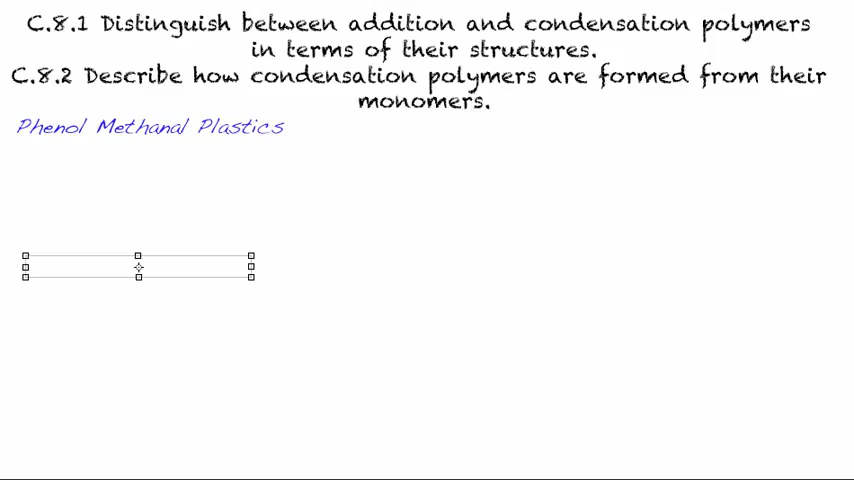 C.8.1 Distinguish between addition and condensation polymers
in terms of their structures.
C.8.2 Describe how condensation polymers are formed from their
monomers.
Phenol Methanal Plastics